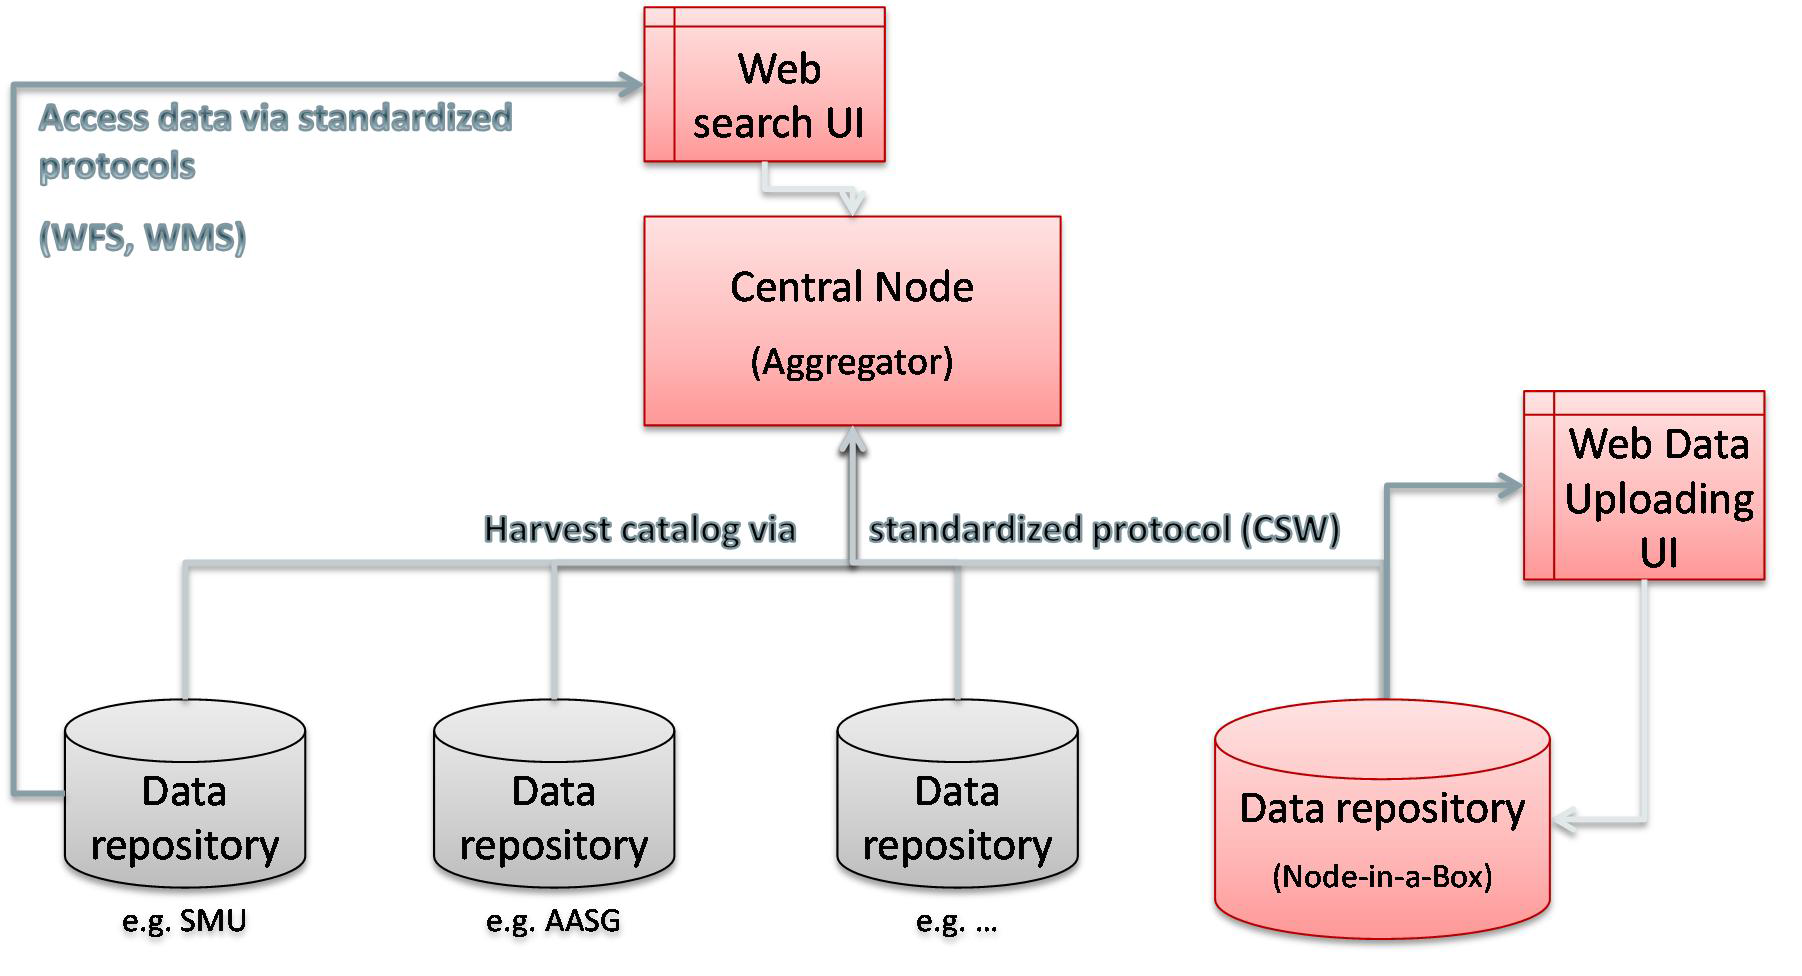 Web
search UI
Access data via standardized
protocols
(WFS, WMS)
Central Node
(Aggregator)
Web Data
Uploading
UI
Harvest catalog via standardized protocol (CSW)
Data
repository
e.g. SMU
Data
repository
e.g. AASG
Data
repository
e.g. ...
Data repository
(Node-in-a-Box)